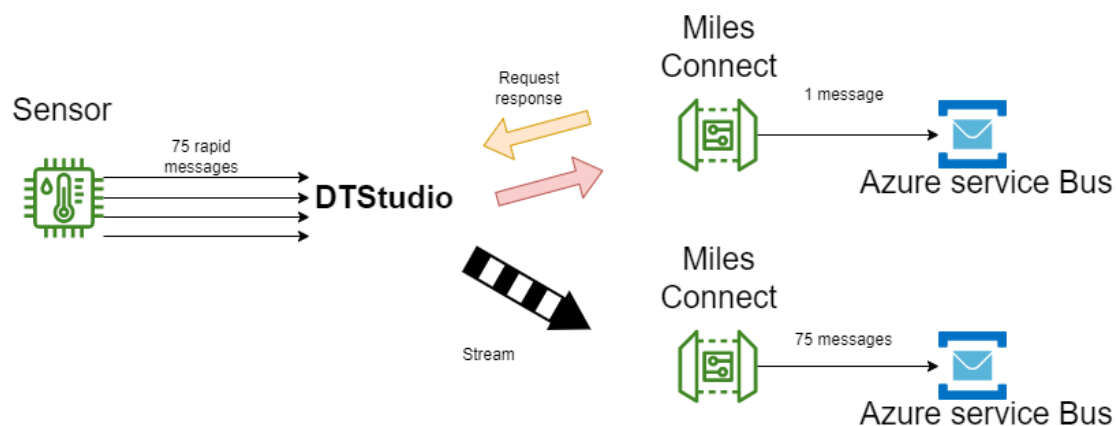 Sensor
75 rapid
messages
DTStudio
Request
response
Stream
Miles
Connect
1 message
Azure service Bus
Miles
Connect
75 messages
Azure service Bus